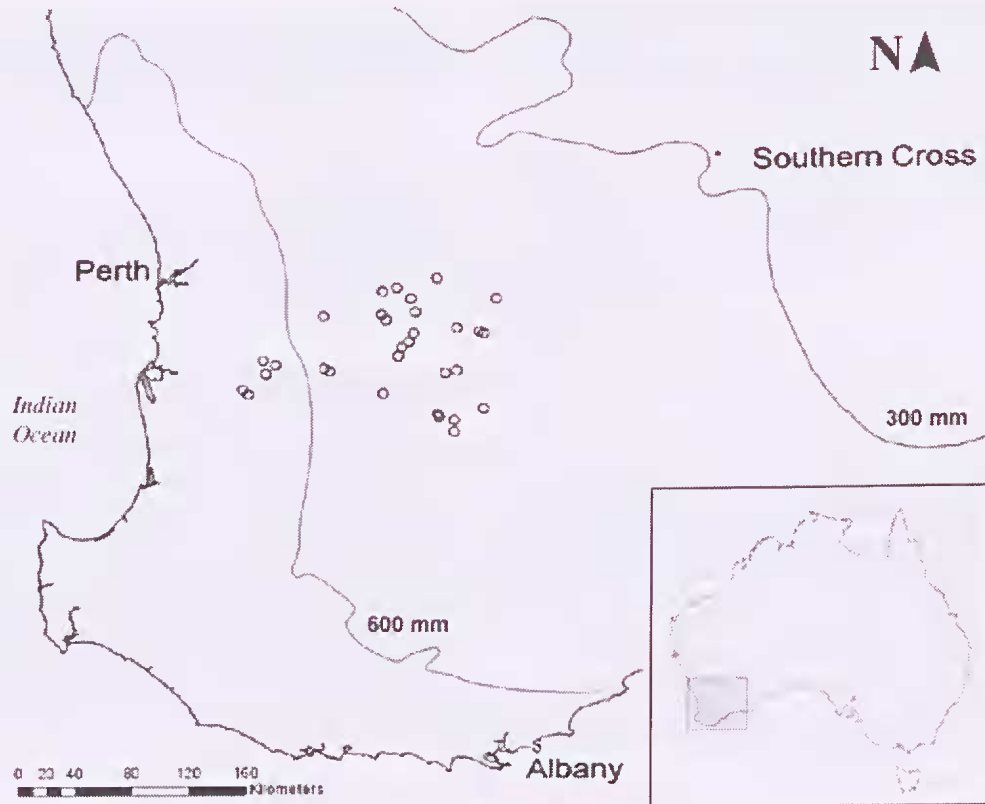 N
Southern Cross
Perth
Indian
Ocean
300 mm
600 mm
Albany
0 20 40 80 120 160
Kilometers